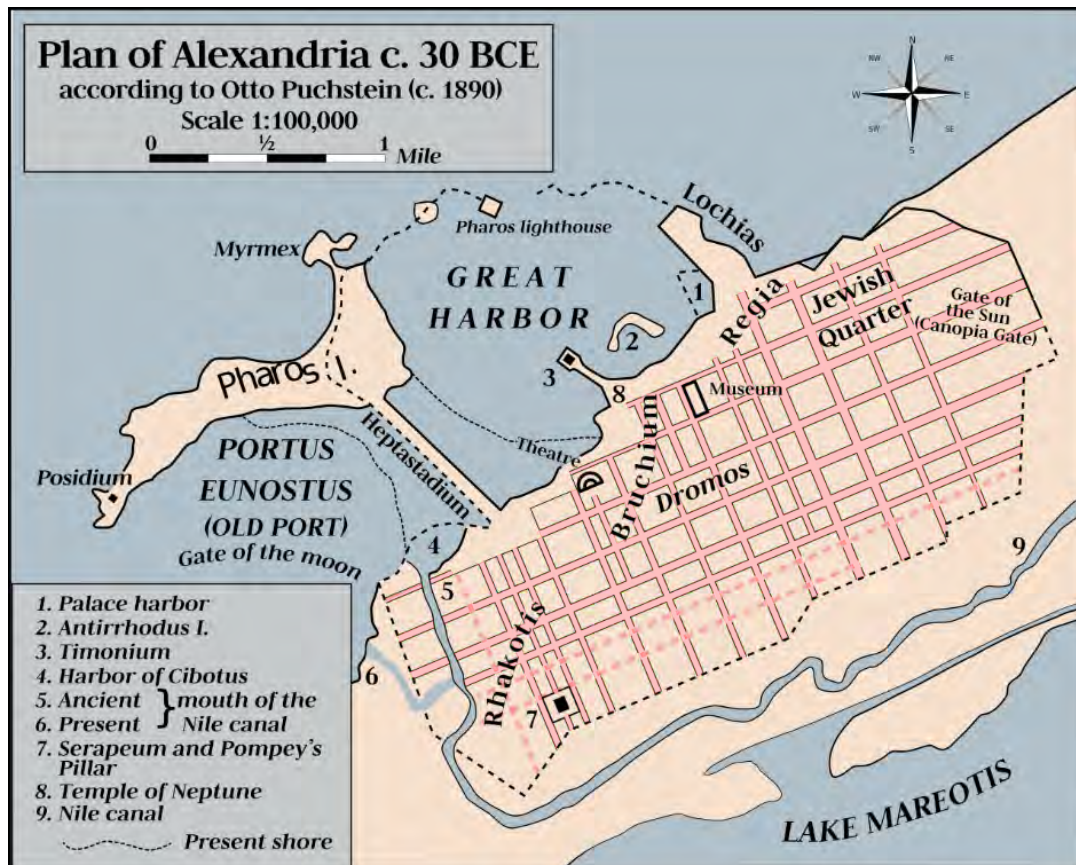 Plan of Alexandria c. 30 BCE
according to Otto Puchstein (c. 1890)
Scale 1:100,000
0 ½ 1 Mile
N
NW NE
W E
SW SE
S
Lochias
Pharos lighthouse
Myrmex
GREAT
HARBOR
1
Regia
Jewish
Quarter
Gate of
the Sun
(Canopia Gate)
2
3
8
Museum
Pharos I.
Heptastadium
Theatre
Bruchium
Dromos
PORTUS
EUNOSTUS
(OLD PORT)
Posidium
Gate of the moon
4
5
9
6
Rhakotis
7
LAKE MAREOTIS
1. Palace harbor
2. Antirrhodus I.
3. Timonium
4. Harbor of Cibotus
5. Ancient } mouth of the
6. Present } Nile canal
7. Serapeum and Pompey's
Pillar
8. Temple of Neptune
9. Nile canal
Present shore